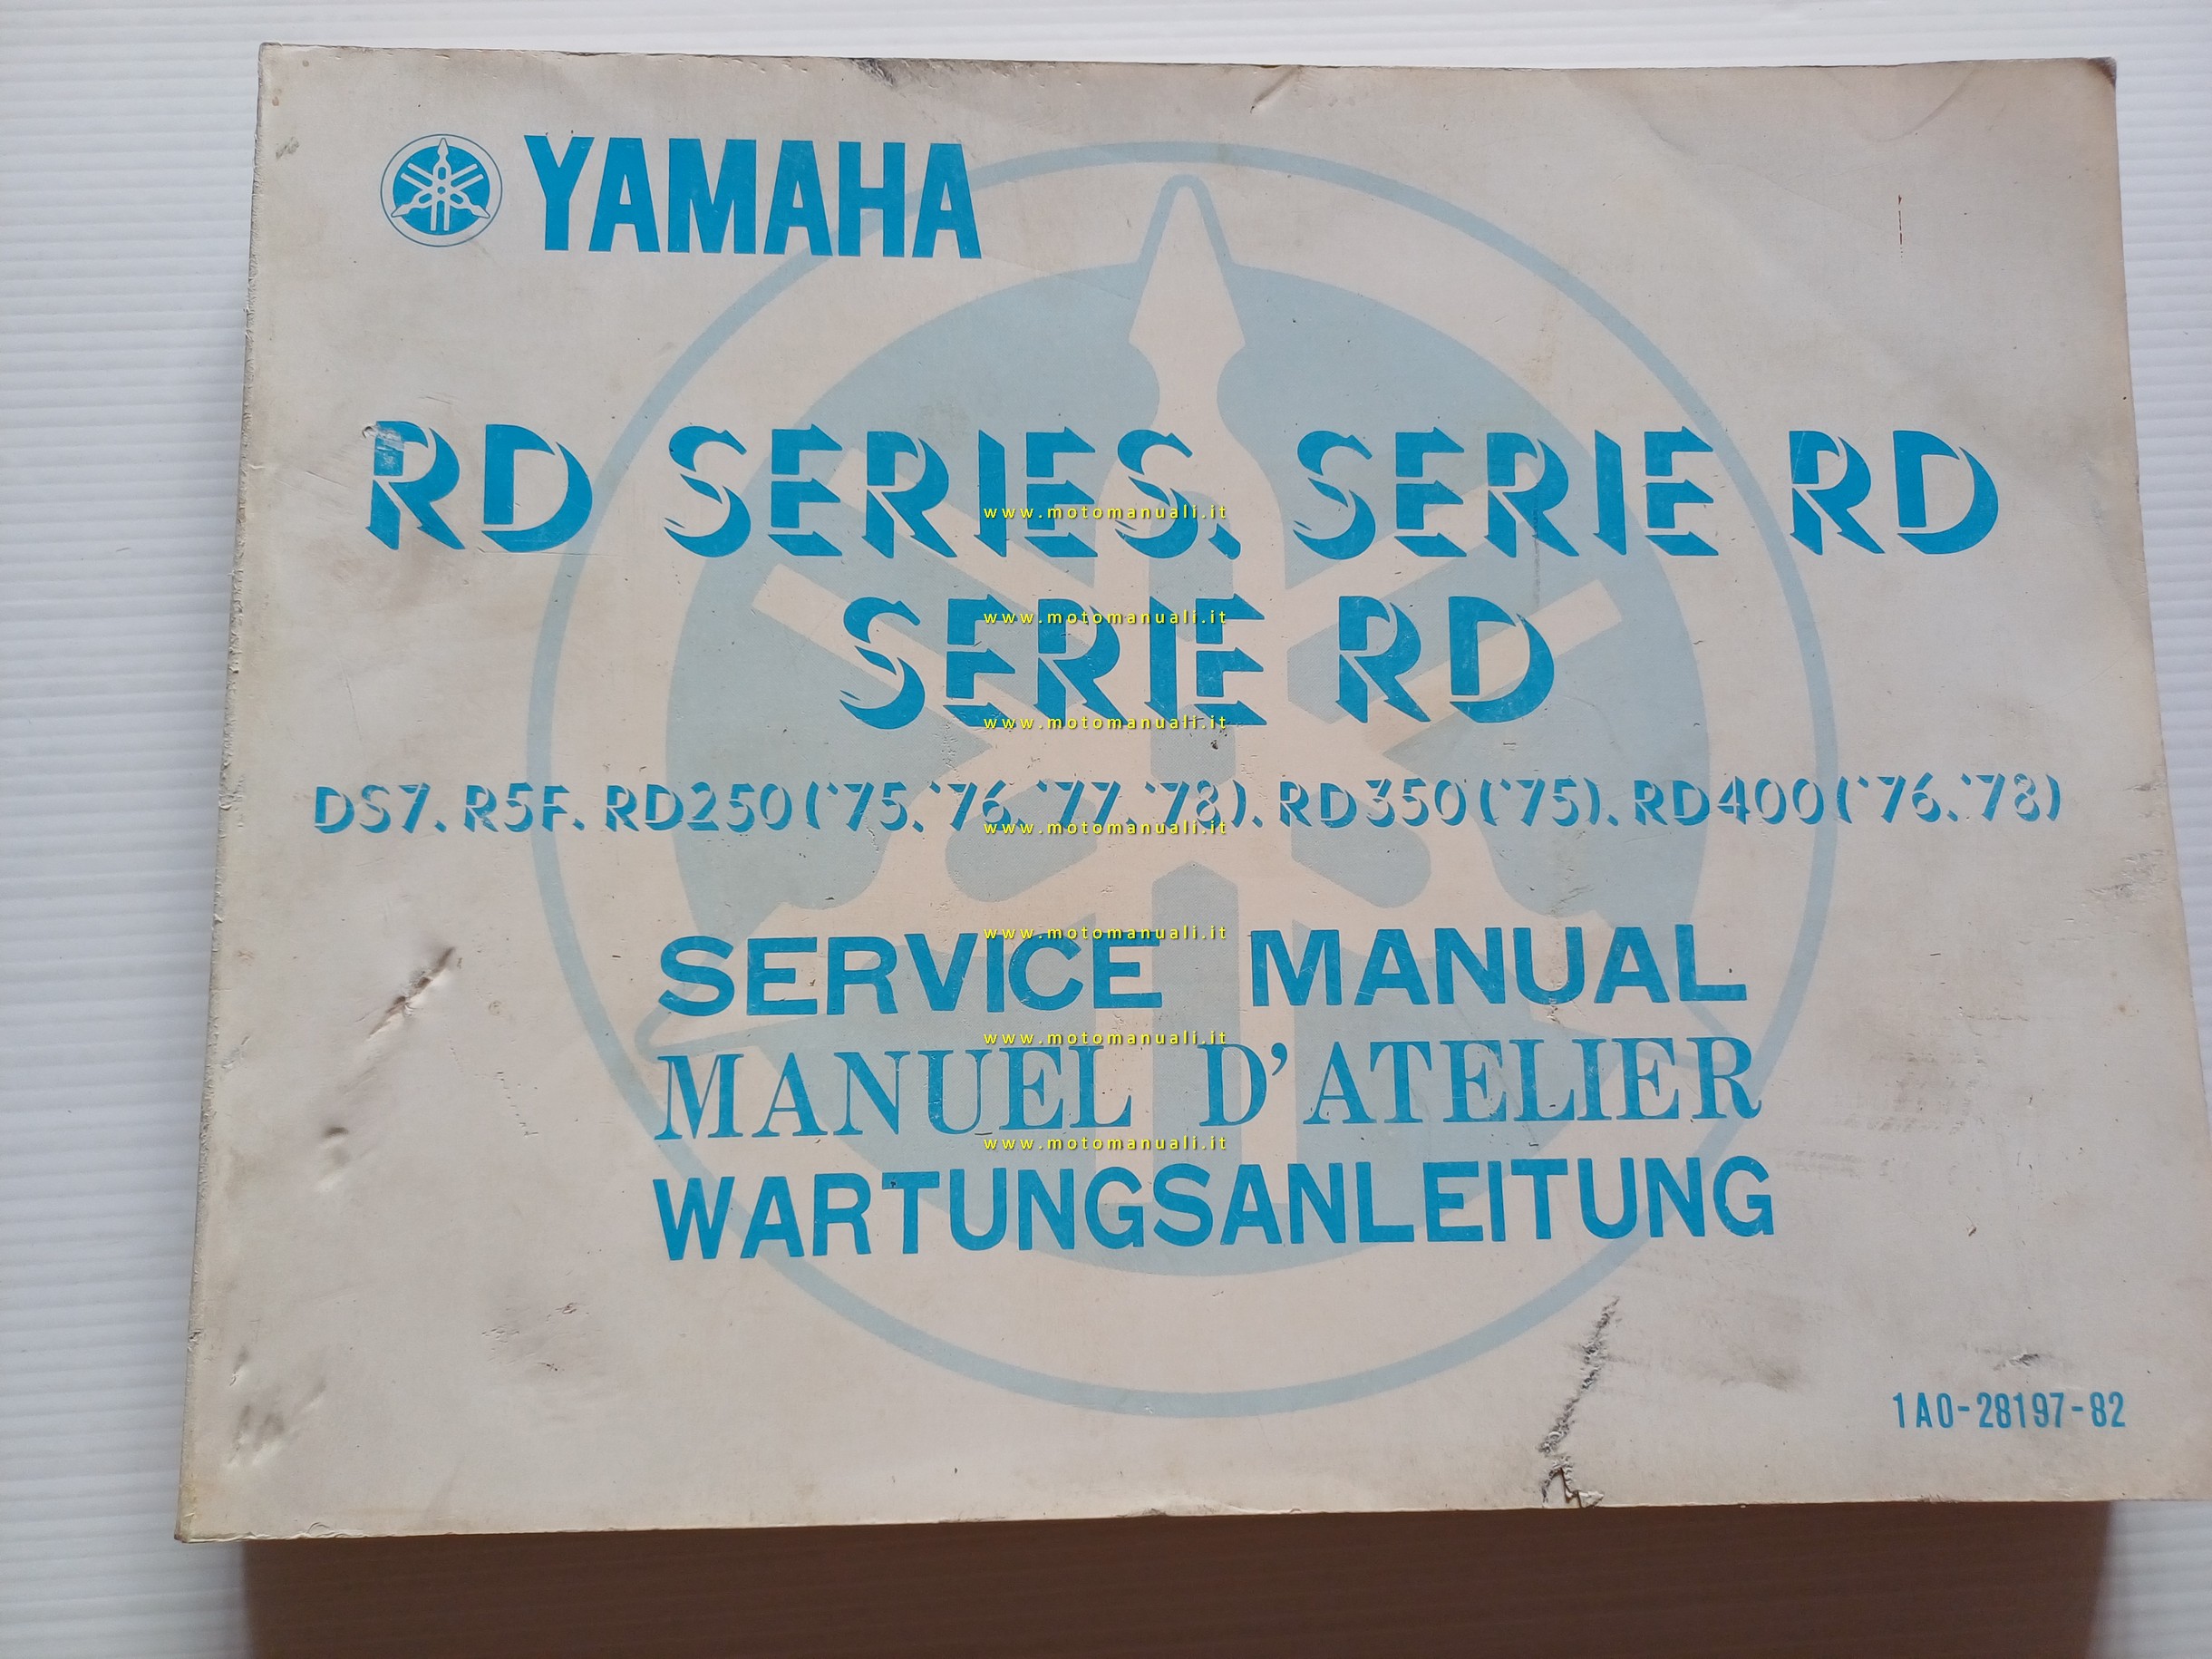 YAMAHA
RD SERIES. SERIE RD
www.motomanuali.it
www.motomanuali.it
SERIE RD
www.motomanuali.it
DS7. R5F. RD250('75.'76.'77.'78). RD350('75). RD400('76.'78)
www.motomanuali.it
www.motomanuali.it
SERVICE MANUAL
www.motomanuali.it
MANUEL D'ATELIER
www.motomanuali.it
WARTUNGSANLEITUNG
1A0-28197-82